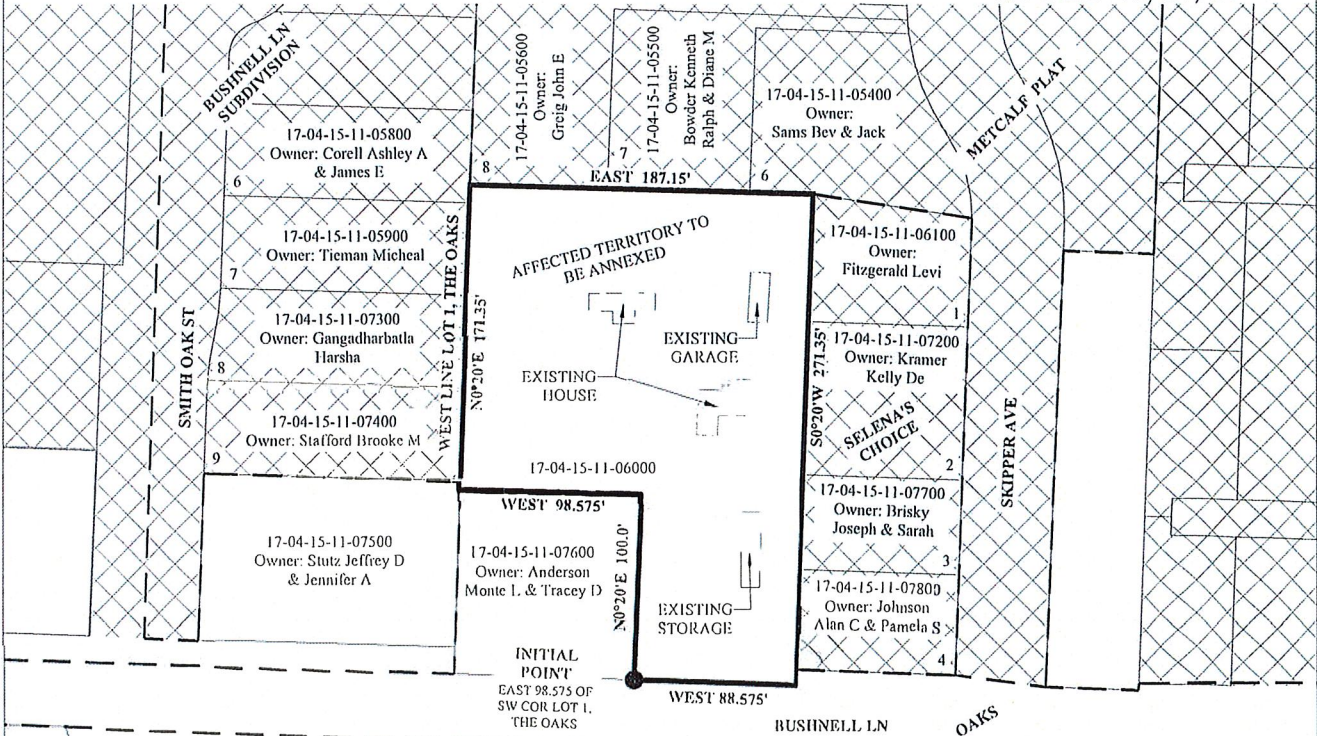 BUSHNELL LN
SUBDIVISION
17-04-15-11-05600
Owner:
Greig John E
8
17-04-15-11-05500
Owner:
Bowder Kenneth
Ralph & Diane M
7
17-04-15-11-05400
Owner:
Sams Bev & Jack
6
METCALF PLAT
17-04-15-11-05800
Owner: Corell Ashley A
& James E
6
17-04-15-11-05900
Owner: Tieman Micheal
7
17-04-15-11-07300
Owner: Gangadharbatla
Harsha
8
17-04-15-11-07400
Owner: Stafford Brooke M
9
SMITH OAK ST
WEST LINE LOT 1, THE OAKS
N0°20'E 171.35'
EAST 187.15'
AFFECTED TERRITORY TO
BE ANNEXED
EXISTING
GARAGE
EXISTING
HOUSE
17-04-15-11-06000
S0°20'W 271.35'
17-04-15-11-06100
Owner:
Fitzgerald Levi
1
17-04-15-11-07200
Owner: Kramer
Kelly De
SELENA'S
CHOICE
2
SKIPPER AVE
17-04-15-11-07700
Owner: Brisky
Joseph & Sarah
3
17-04-15-11-07800
Owner: Johnson
Alan C & Pamela S
4
WEST 98.575'
17-04-15-11-07500
Owner: Stutz Jeffrey D
& Jennifer A
17-04-15-11-07600
Owner: Anderson
Monte L & Tracey D
N0°20'E 100.0'
EXISTING
STORAGE
INITIAL
POINT
EAST 98.575 OF
SW COR LOT 1,
THE OAKS
WEST 88.575'
BUSHNELL LN
OAKS